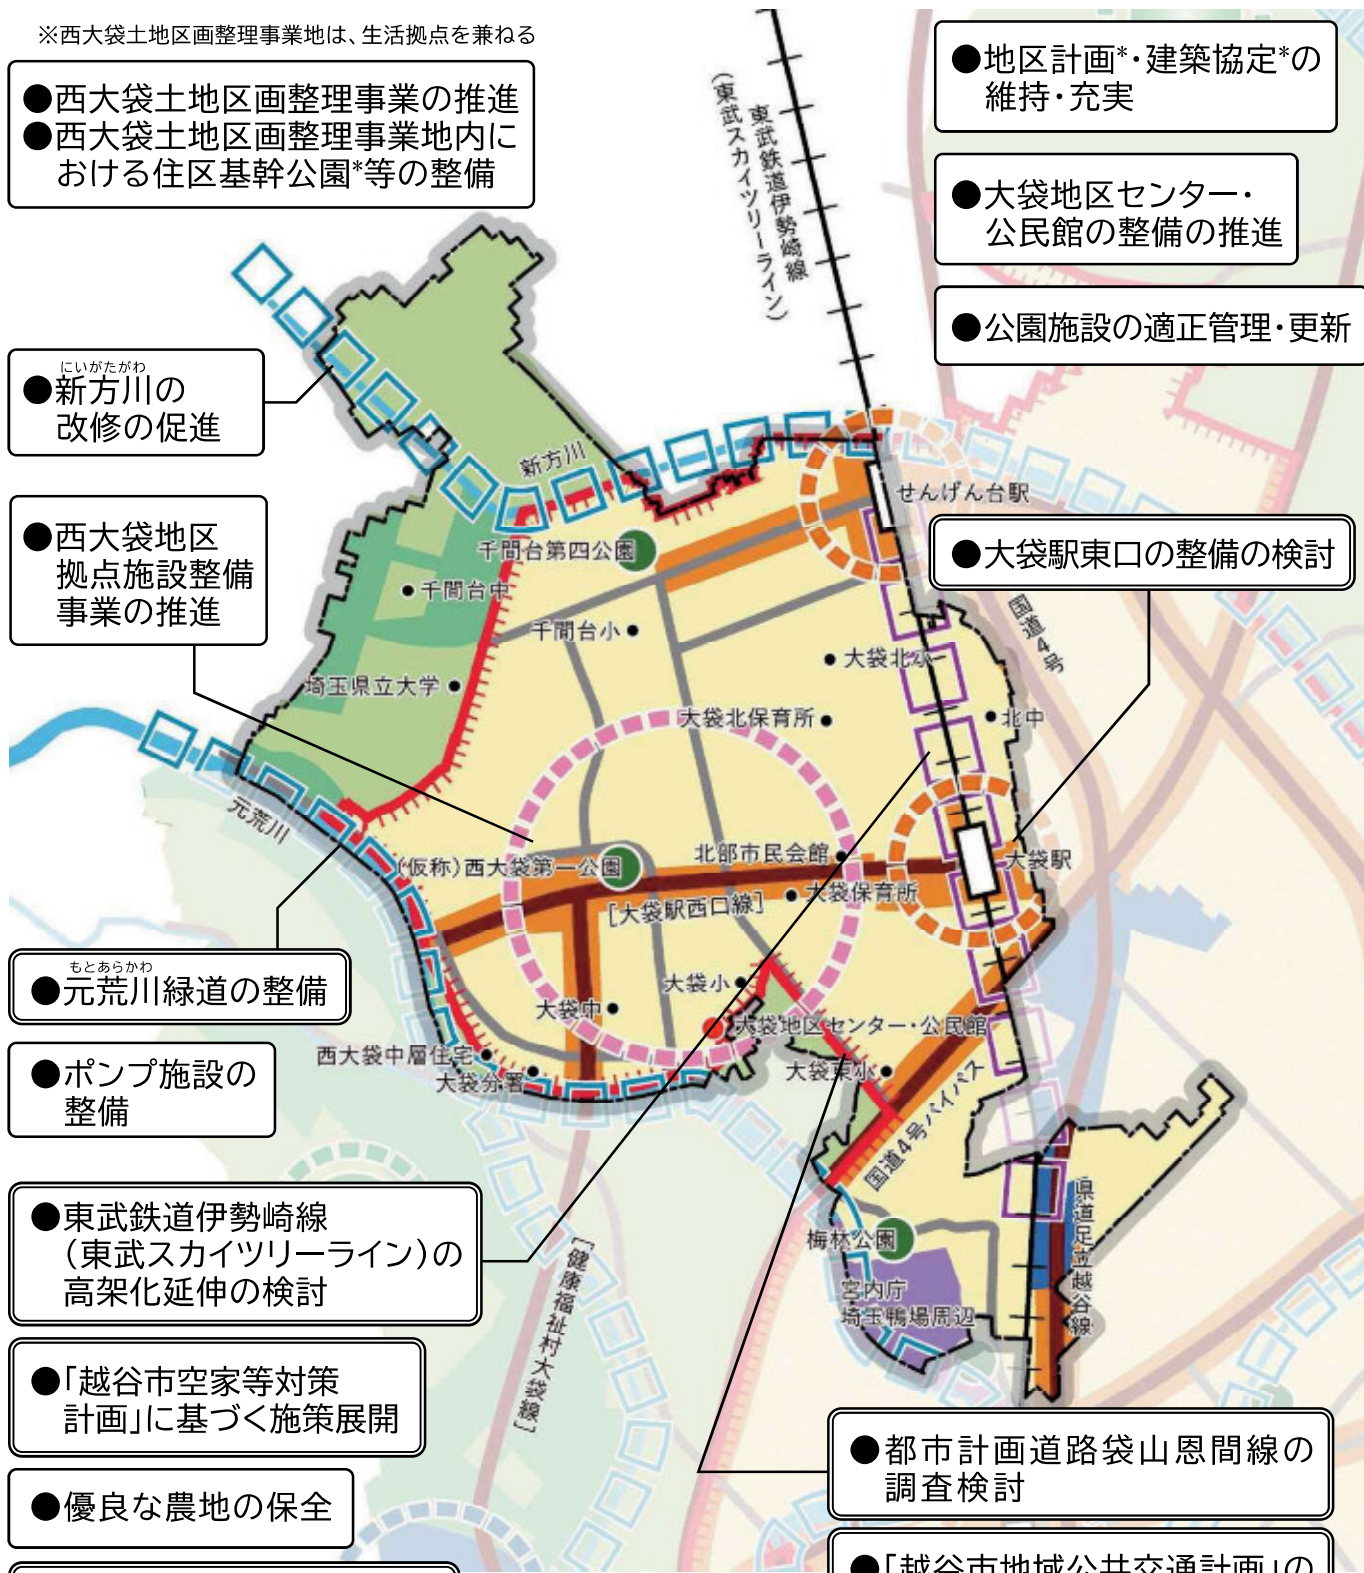 ※西大袋土地区画整理事業地は、生活拠点を兼ねる
●西大袋土地区画整理事業の推進
●西大袋土地区画整理事業地内に
おける住区基幹公園*等の整備
にいがたがわ
●新方川の
改修の促進
●西大袋地区
拠点施設整備
事業の推進
もとあらかわ
●元荒川緑道の整備
●ポンプ施設の
整備
●東武鉄道伊勢崎線
(東武スカイツリーライン)の
高架化延伸の検討
●「越谷市空家等対策
計画」に基づく施策展開
●優良な農地の保全
●地区計画*・建築協定*の
維持・充実
●大袋地区センター・
公民館の整備の推進
●公園施設の適正管理・更新
●大袋駅東口の整備の検討
●都市計画道路袋山恩間線の
調査検討
●「越谷市地域公共交通計画」の
東武鉄道伊勢崎線
(東武スカイツリーライン)
新方川
せんげん台駅
千間台第四公園
千間台中
千間台小
国道4号
大袋北小
埼玉県立大学
大袋北保育所
北中
元荒川
北部市民会館
大袋駅
(仮称)西大袋第一公園
大袋保育所
[大袋駅西口線]
大袋小
大袋中
大袋地区センター・公民館
西大袋中層住宅
大袋分署
大袋東小
国道4号バイパス
県道足立越谷線
梅林公園
宮内庁
埼玉鴨場周辺
[健康福祉村大袋線]